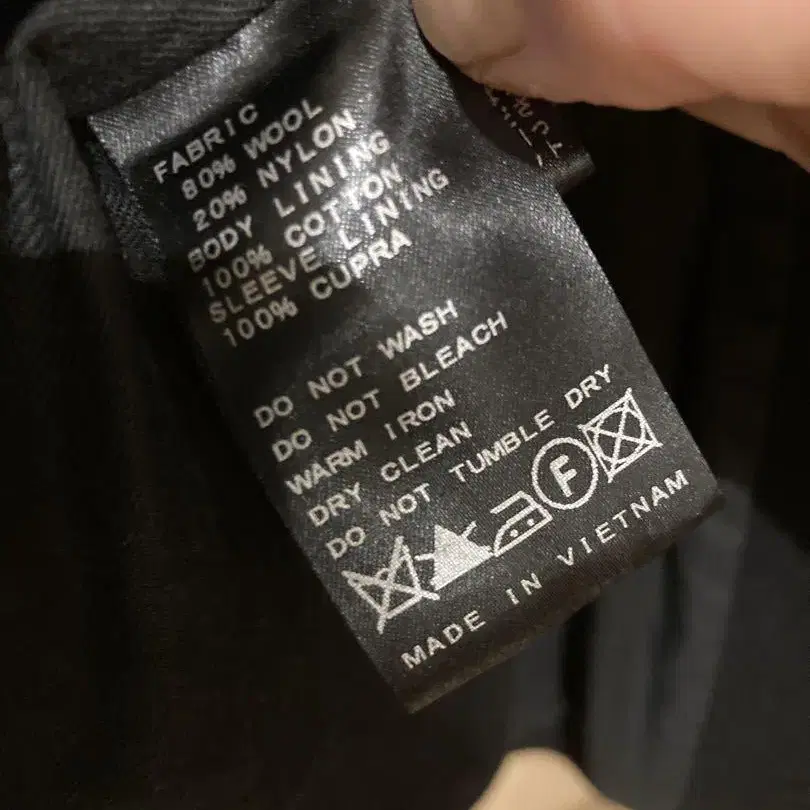 FABRIC
80% WOOL
20% NYLON
BODY LINING
100% COTTON
SLEEVE LINING
100% CUPRA
DO NOT WASH
DO NOT BLEACH
WARM IRON
DRY CLEAN
DO NOT TUMBLE DRY
F
MADE IN VIETNAM